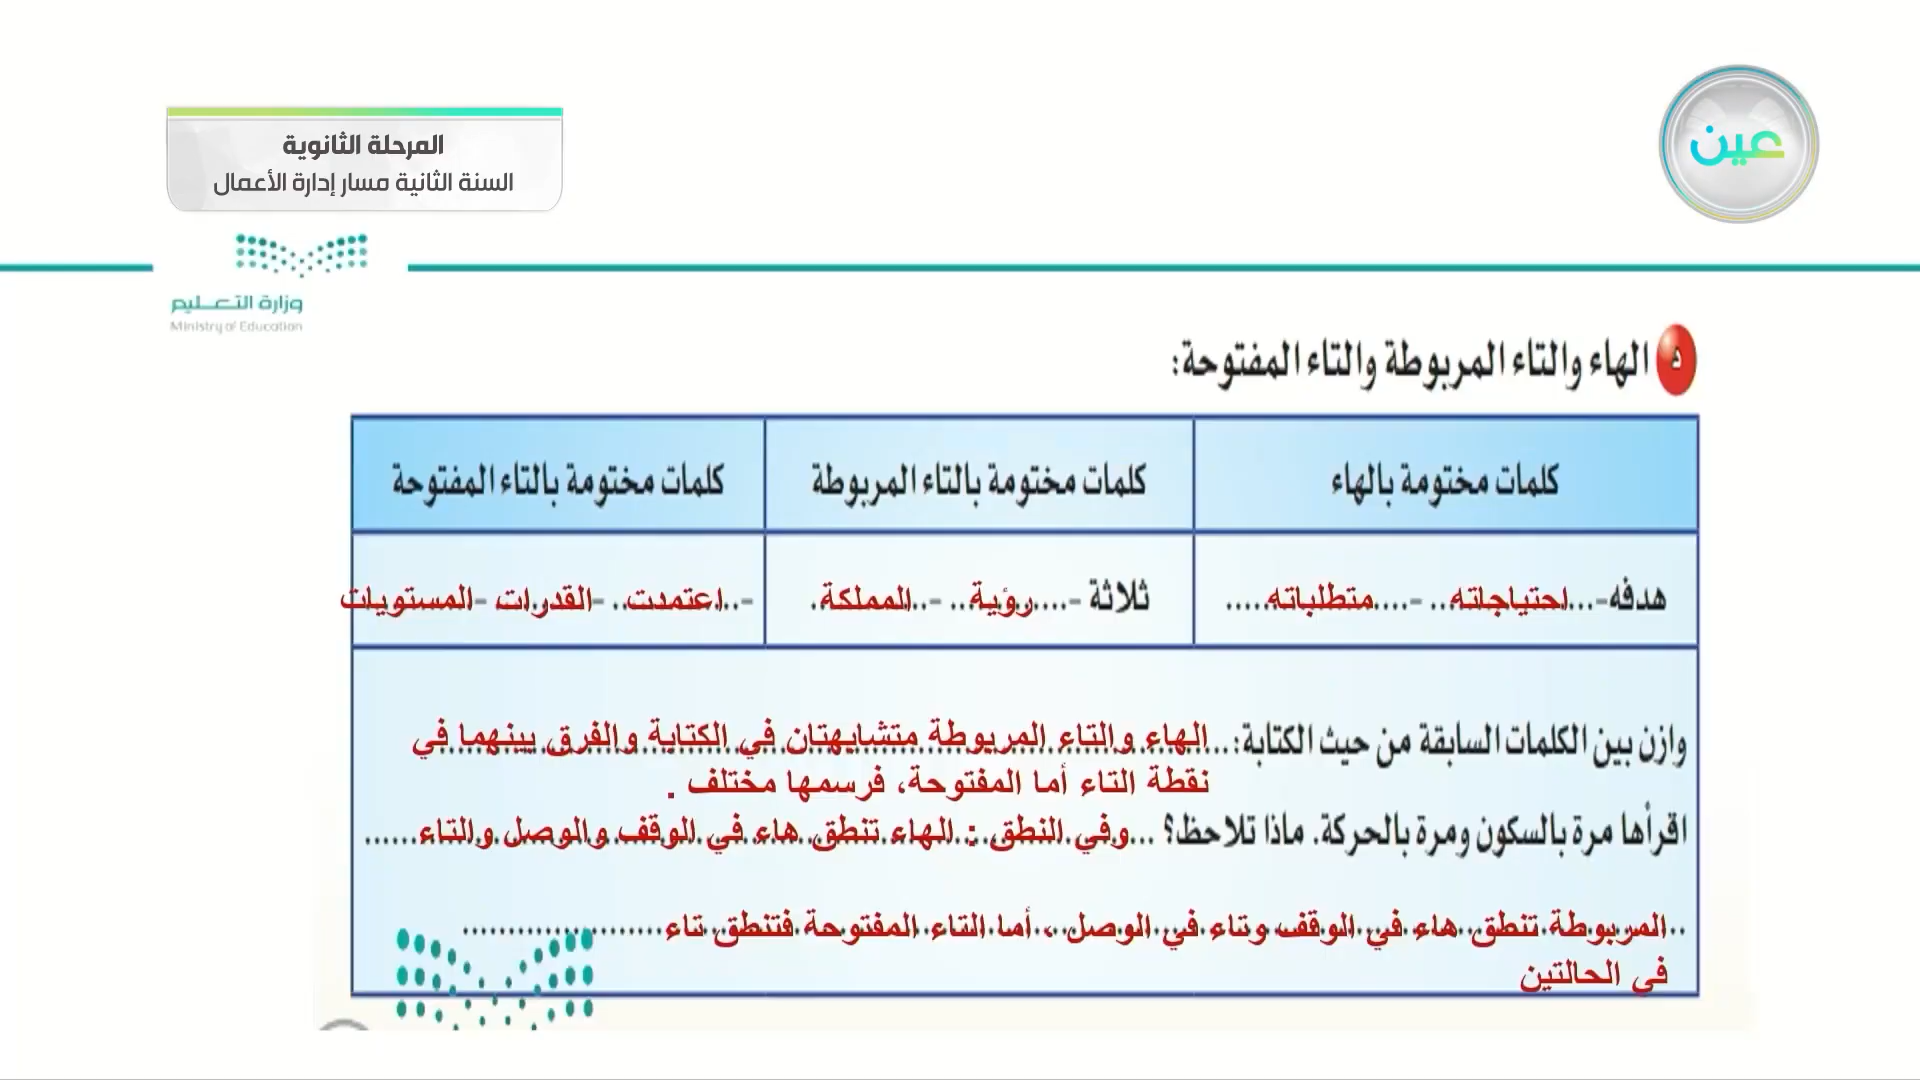 المرحلة الثانوية
السنة الثانية مسار إدارة الأعمال
عين
وزارة التعليم
Ministry of Education
د الهاء والتاء المربوطة والتاء المفتوحة:
كلمات مختومة بالهاء
كلمات مختومة بالتاء المربوطة
كلمات مختومة بالتاء المفتوحة
هدفه-...احتياجاته.. -....متطلباته.....
ثلاثة -....رؤية.. -..المملكة.
-..اعتمدت.. -القدرات -المستويات
وازن بين الكلمات السابقة من حيث الكتابة:..الهاء والتاء المربوطة متشابهتان في الكتابة والفرق بينهما في
نقطة التاء أما المفتوحة، فرسمها مختلف .
اقرأها مرة بالسكون ومرة بالحركة. ماذا تلاحظ؟ ...وفي النطق : الهاء تنطق هاء في الوقف والوصل والتاء......
..المربوطة تنطق هاء في الوقف وتاء في الوصل ، أما التاء المفتوحة فتنطق تاء......................
في الحالتين